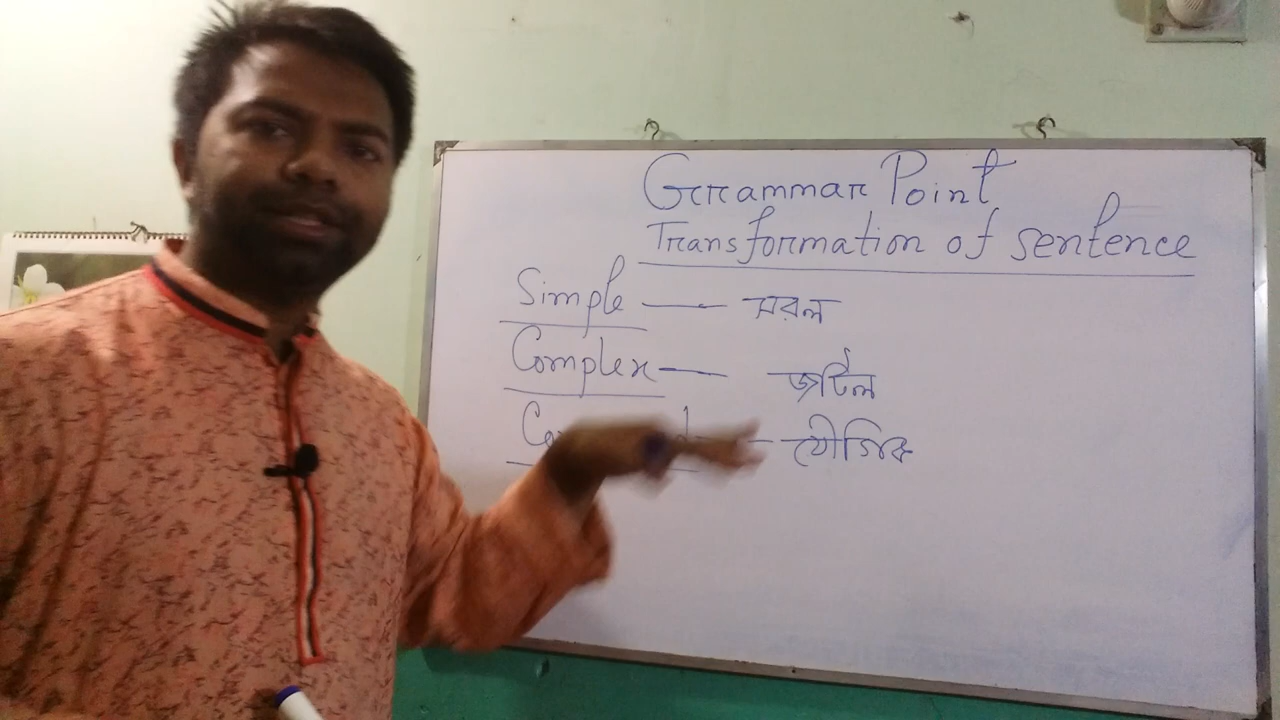 Grammar Point
Transformation of sentence
Simple — সরল
Complex — জটিল
— যৌগিক